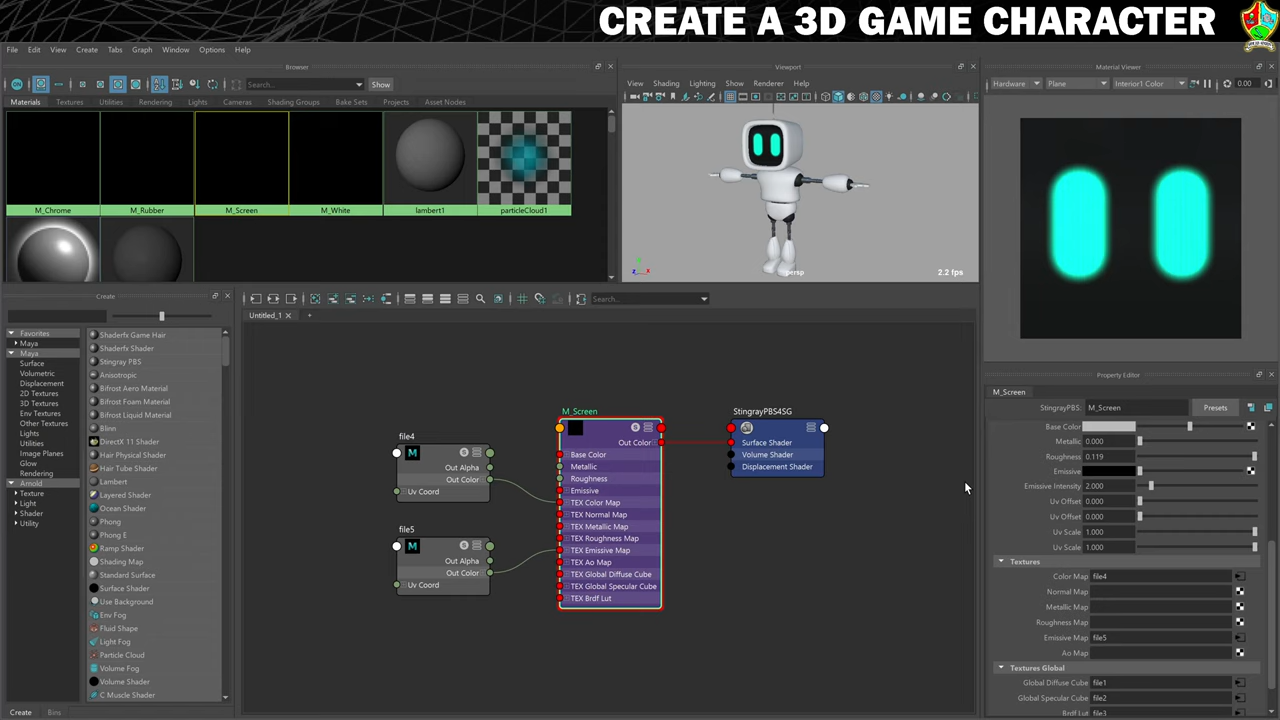 CREATE A 3D GAME CHARACTER
File Edit View Create Tabs Graph Window Options Help
Browser
Search...
Show
Materials Textures Utilities Rendering Lights Cameras Shading Groups Bake Sets Projects Asset Nodes
M_Chrome M_Rubber M_Screen M_White lambert1 particleCloud1
Viewport
View Shading Lighting Show Renderer Help
persp
2.2 fps
Material Viewer
Hardware Plane Interior1 Color 0.00
Create
Favorites
Maya
Maya
Surface
Volumetric
Displacement
2D Textures
3D Textures
Env Textures
Lights
Utilities
Image Planes
Glow
Rendering
Arnold
Texture
Light
Shader
Utility
Shaderfx Game Hair
Shaderfx Shader
Stingray PBS
Anisotropic
Bifrost Aero Material
Bifrost Foam Material
Bifrost Liquid Material
Blinn
DirectX 11 Shader
Hair Physical Shader
Hair Tube Shader
Lambert
Layered Shader
Ocean Shader
Phong
Phong E
Ramp Shader
Shading Map
Standard Surface
Surface Shader
Use Background
Env Fog
Fluid Shape
Light Fog
Particle Cloud
Volume Fog
Volume Shader
C Muscle Shader
Create Bins
Search...
Untitled_1
file4
Out Alpha
Out Color
Uv Coord
file5
Out Alpha
Out Color
Uv Coord
M_Screen
Out Color
Base Color
Metallic
Roughness
Emissive
TEX Color Map
TEX Normal Map
TEX Metallic Map
TEX Roughness Map
TEX Emissive Map
TEX Ao Map
TEX Global Diffuse Cube
TEX Global Specular Cube
TEX Brdf Lut
StingrayPBS4SG
Surface Shader
Volume Shader
Displacement Shader
Property Editor
M_Screen
StingrayPBS: M_Screen Presets
Base Color
Metallic 0.000
Roughness 0.119
Emissive
Emissive Intensity 2.000
Uv Offset 0.000
Uv Offset 0.000
Uv Scale 1.000
Uv Scale 1.000
Textures
Color Map file4
Normal Map
Metallic Map
Roughness Map
Emissive Map file5
Ao Map
Textures Global
Global Diffuse Cube file1
Global Specular Cube file2
Brdf Lut file3